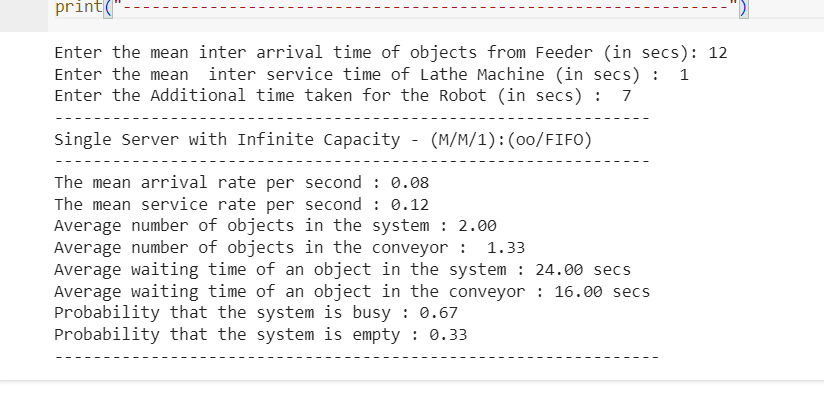 print("----------------------------------------------------------------")
Enter the mean inter arrival time of objects from Feeder (in secs): 12
Enter the mean  inter service time of Lathe Machine (in secs) :  1
Enter the Additional time taken for the Robot (in secs) :  7
--------------------------------------------------------------
Single Server with Infinite Capacity - (M/M/1):(oo/FIFO)
--------------------------------------------------------------
The mean arrival rate per second : 0.08
The mean service rate per second : 0.12
Average number of objects in the system : 2.00
Average number of objects in the conveyor :  1.33
Average waiting time of an object in the system : 24.00 secs
Average waiting time of an object in the conveyor : 16.00 secs
Probability that the system is busy : 0.67
Probability that the system is empty : 0.33
---------------------------------------------------------------